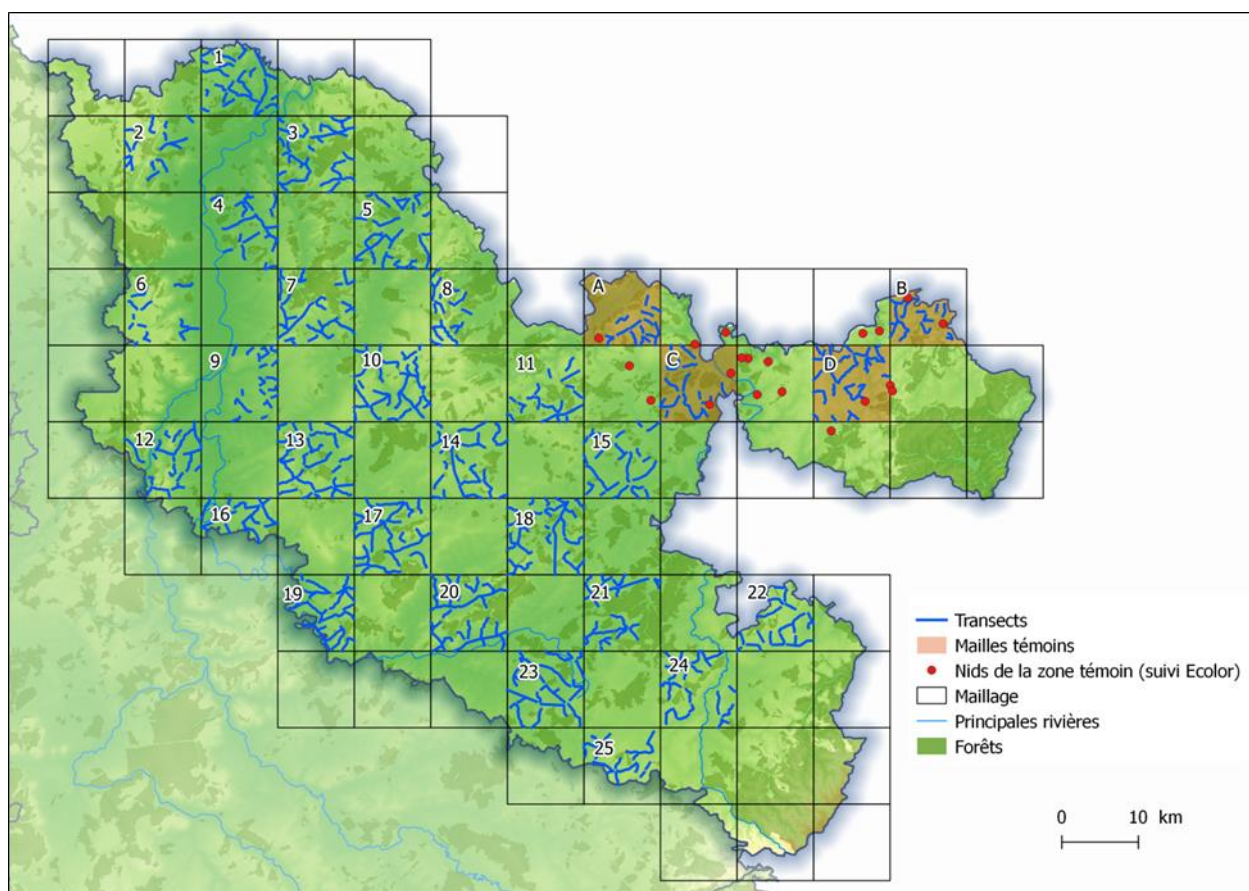 1
2
3
4
5
6
7
8
A
B
9
10
11
C
D
12
13
14
15
16
17
18
19
20
21
22
23
24
25
Transects
Mailles témoins
Nids de la zone témoin (suivi Ecolor)
Maillage
Principales rivières
Forêts
0 10 km